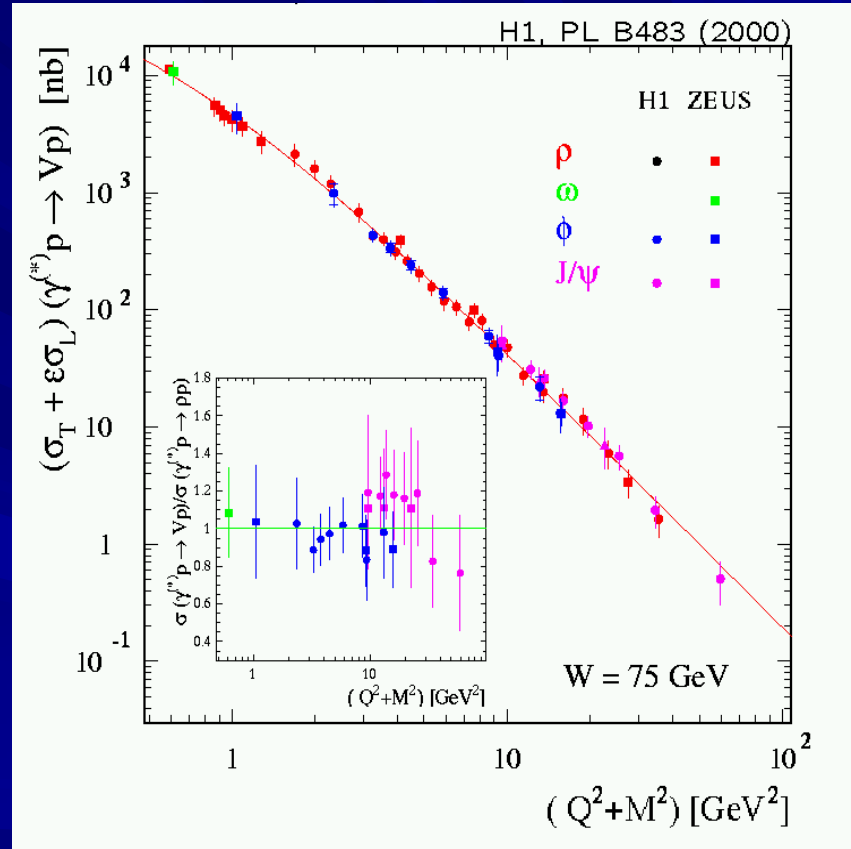 H1, PL B483 (2000)
(σ_T + εσ_L) (γ^(*)p → Vp) [nb]
H1 ZEUS
ρ
ω
ϕ
J/ψ
10^4
10^3
10^2
10
1
10^-1
σ (γ^(*)p → Vp)/σ (γ^(*)p → ρp)
1.8
1.6
1.4
1.2
1
0.8
0.6
0.4
1 10
( Q^2+M^2) [GeV^2]
W = 75 GeV
1 10 10^2
( Q^2+M^2) [GeV^2]